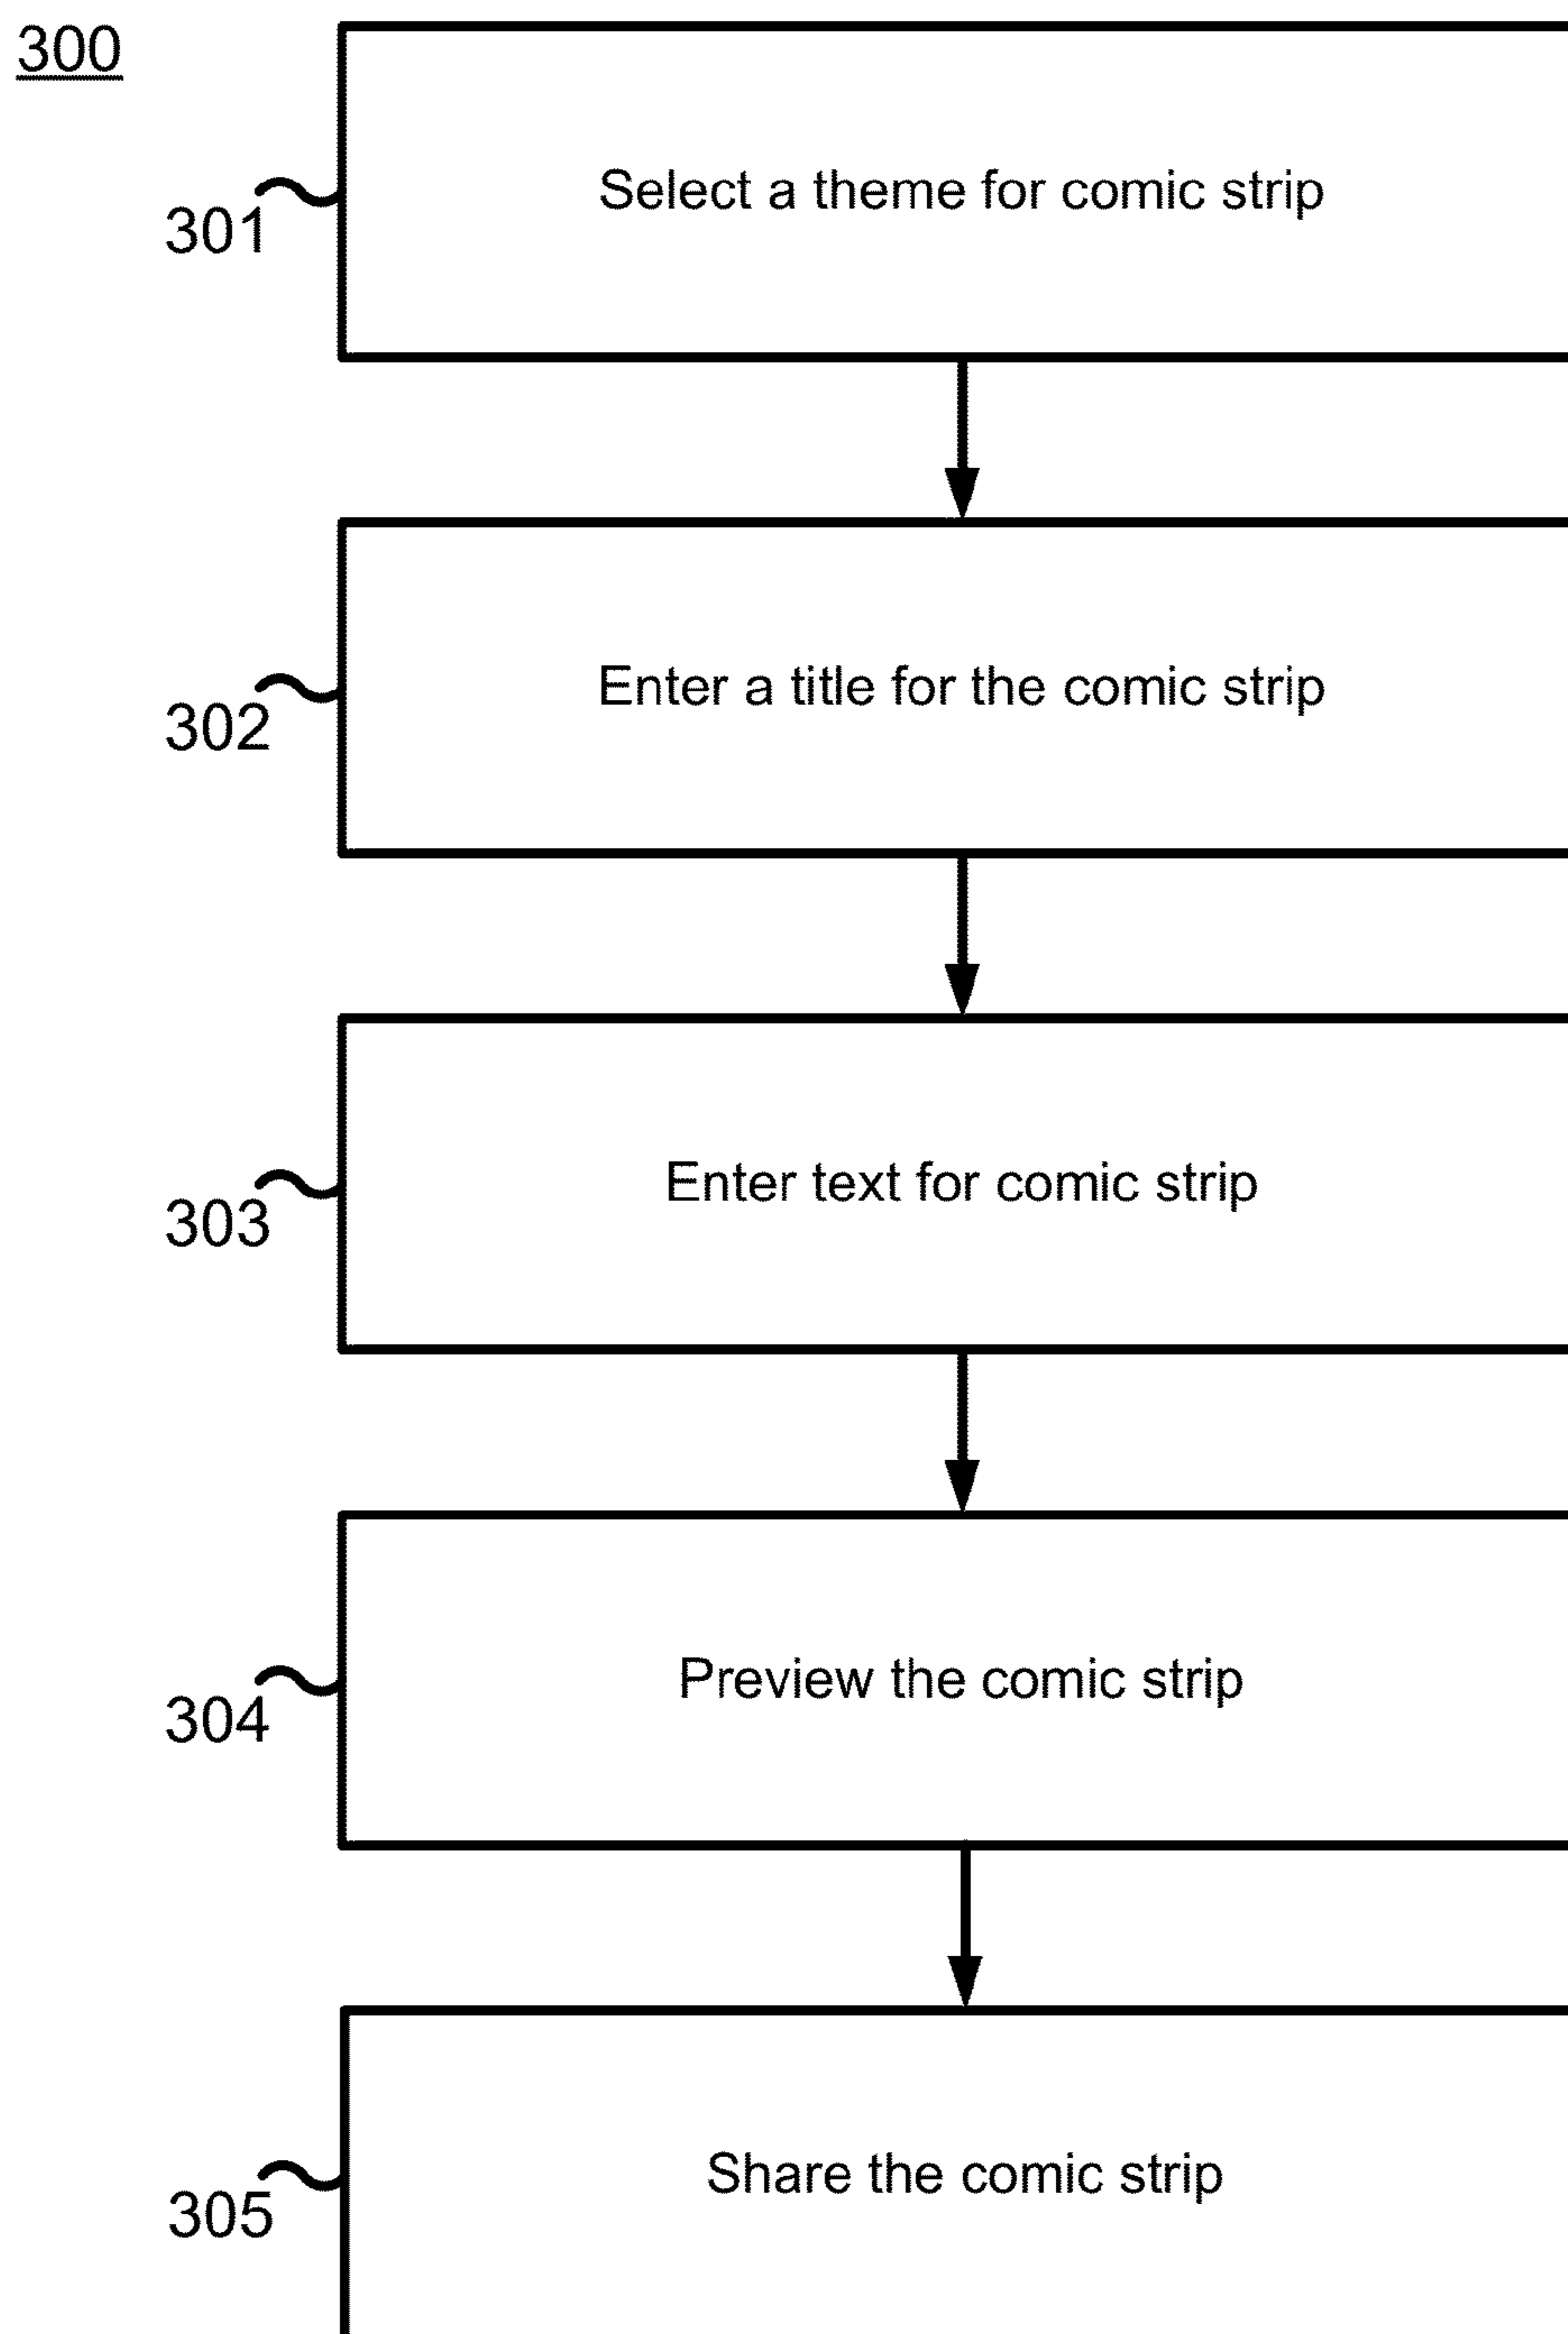 300
Select a theme for comic strip
301
Enter a title for the comic strip
302
Enter text for comic strip
303
Preview the comic strip
304
Share the comic strip
305